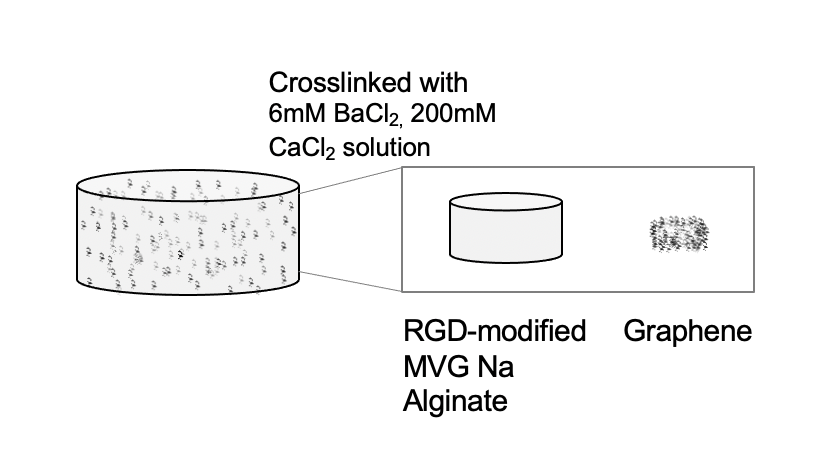 Crosslinked with
6mM BaCl₂, 200mM
CaCl₂ solution
RGD-modified
MVG Na
Alginate
Graphene